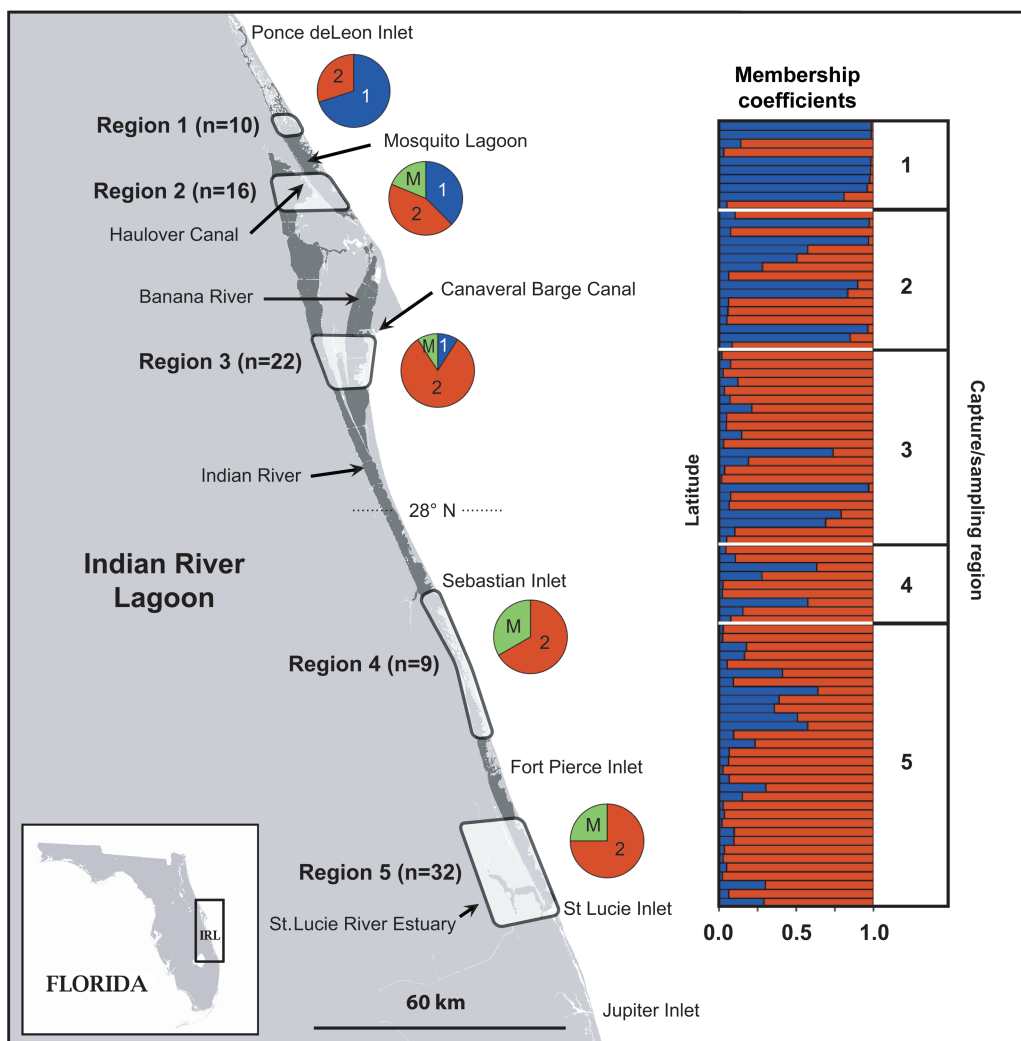 Ponce deLeon Inlet
2
1
Region 1 (n=10)
Mosquito Lagoon
M
1
2
Region 2 (n=16)
Haulover Canal
Banana River
Canaveral Barge Canal
M
1
2
Region 3 (n=22)
Indian River
28° N
Indian River
Lagoon
Sebastian Inlet
M
2
Region 4 (n=9)
Fort Pierce Inlet
M
2
Region 5 (n=32)
St Lucie Inlet
St.Lucie River Estuary
IRL
FLORIDA
60 km
Jupiter Inlet
Membership
coefficients
1
2
3
4
5
Latitude
Capture/sampling region
0.0
0.5
1.0